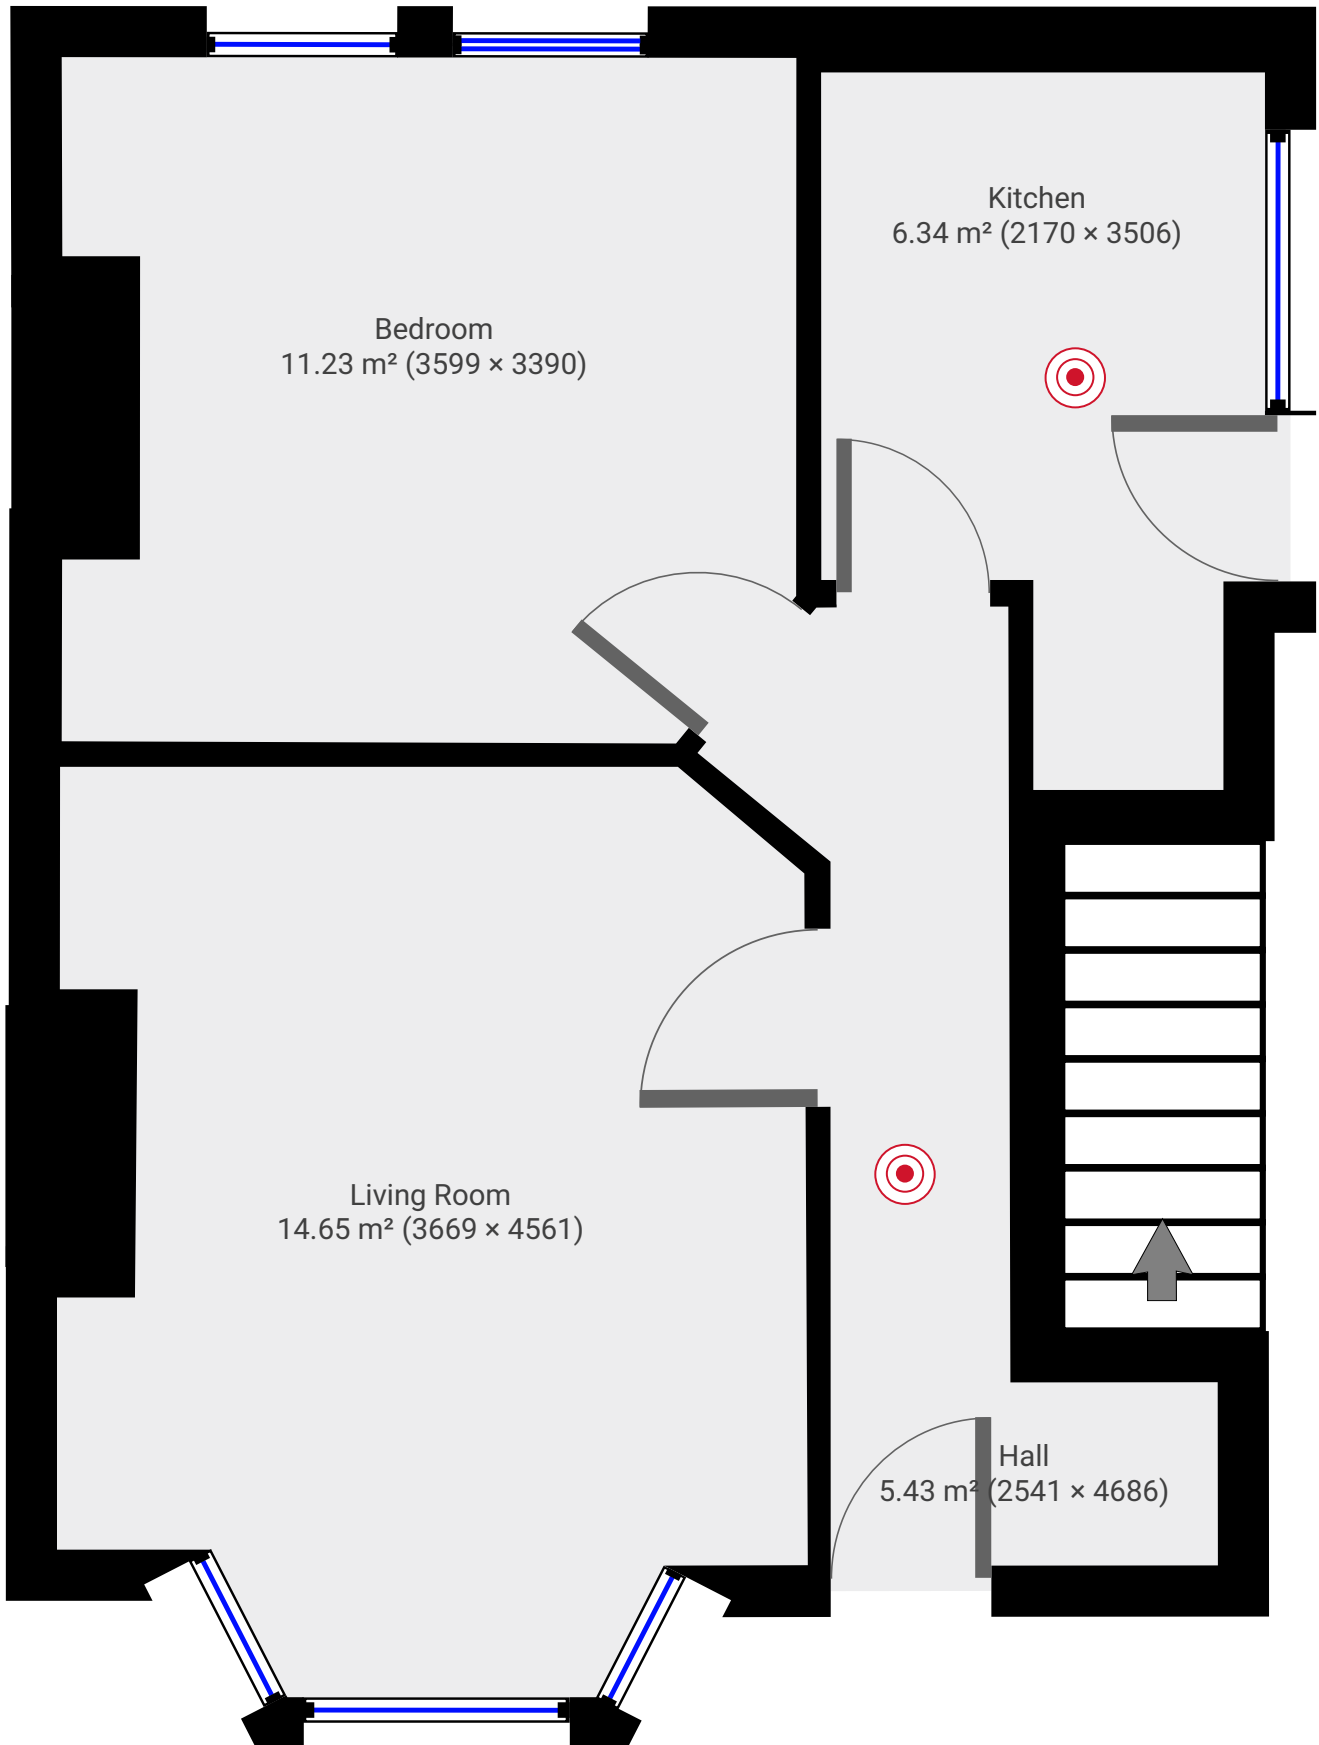 Kitchen
6.34 m² (2170 × 3506)
Bedroom
11.23 m² (3599 × 3390)
Living Room
14.65 m² (3669 × 4561)
Hall
5.43 m² (2541 × 4686)